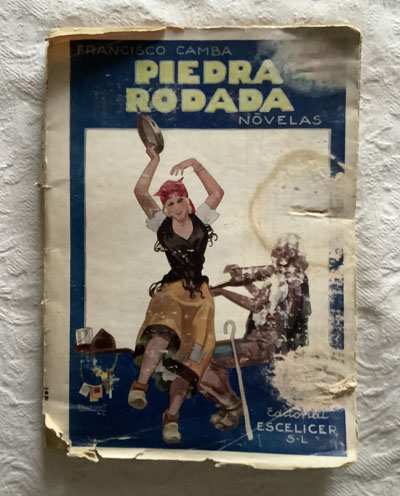 FRANCISCO CAMBA
PIEDRA
RODADA
NOVELAS
Editorial
ESCELICER
S-L